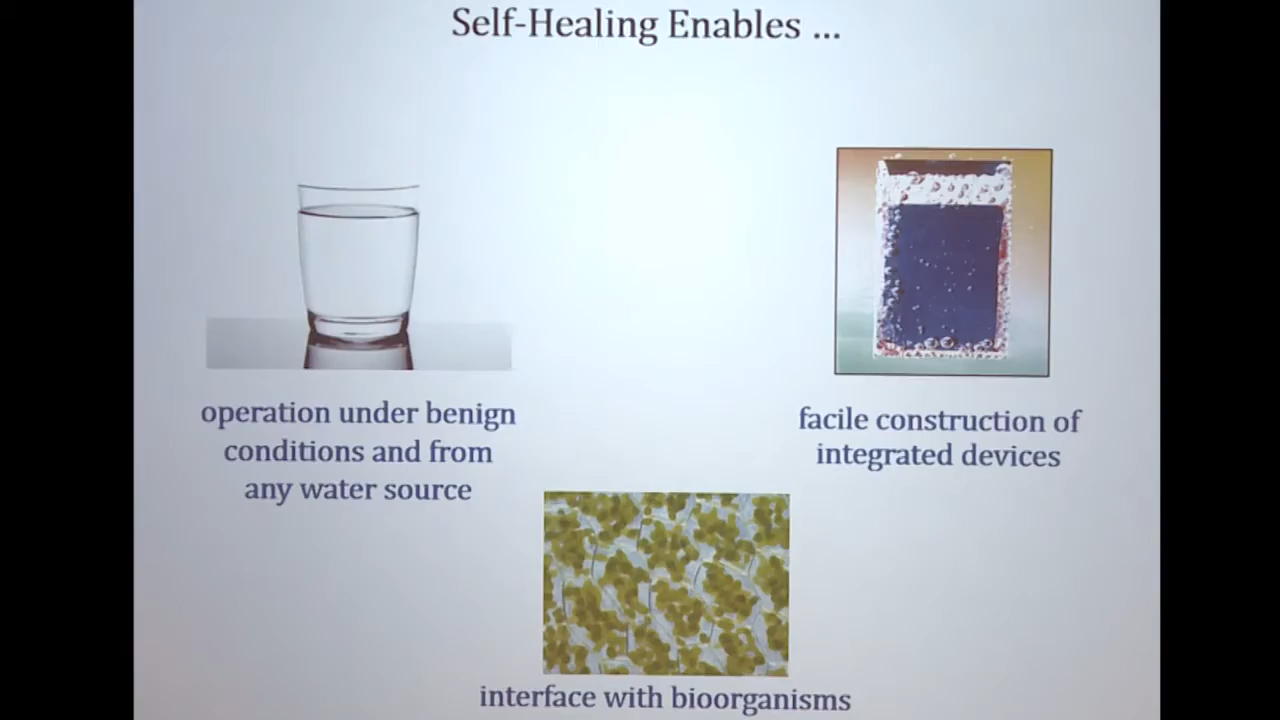 Self-Healing Enables ...
operation under benign
conditions and from
any water source
facile construction of
integrated devices
interface with bioorganisms